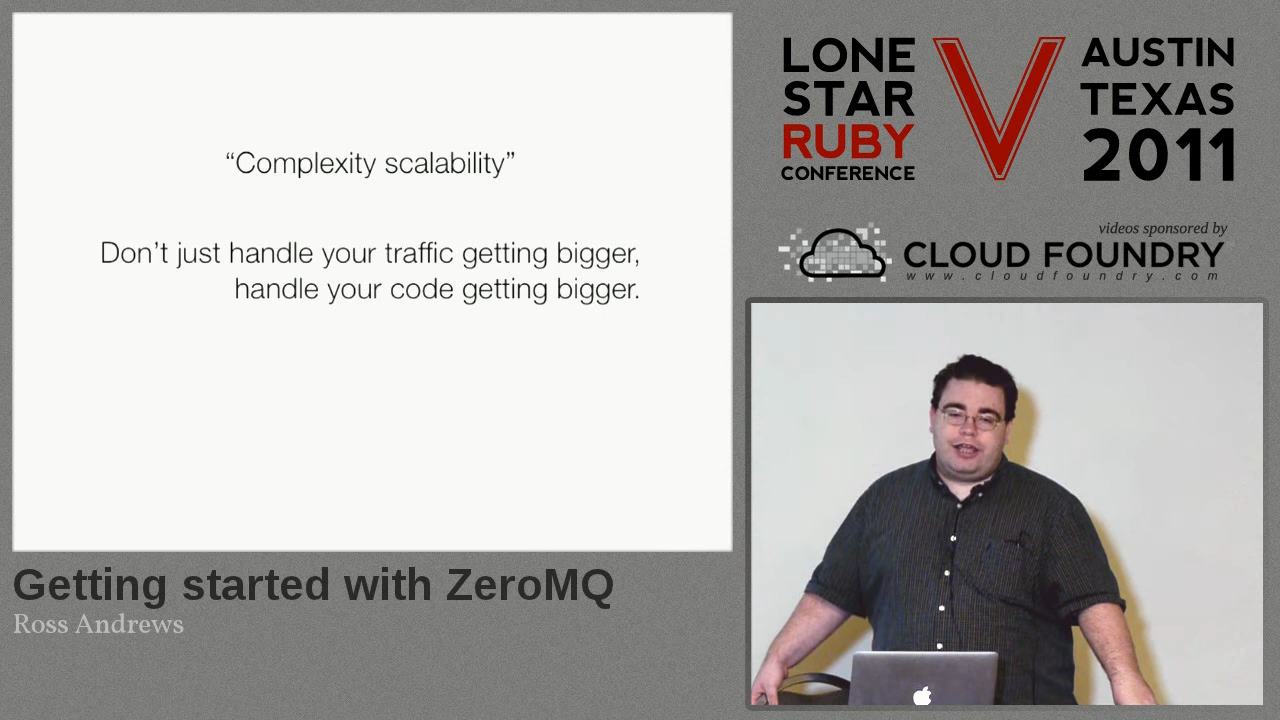 “Complexity scalability”
Don’t just handle your traffic getting bigger,
handle your code getting bigger.
Getting started with ZeroMQ
Ross Andrews
LONE
STAR
RUBY
CONFERENCE
V
AUSTIN
TEXAS
2011
videos sponsored by
CLOUD FOUNDRY
www.cloudfoundry.com